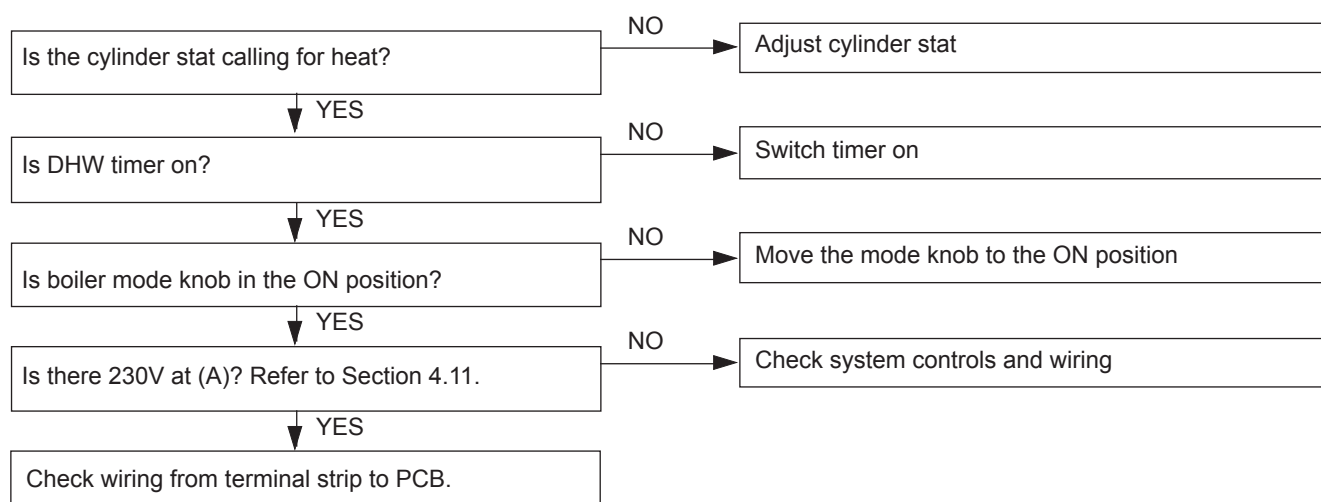 Is the cylinder stat calling for heat?
NO
Adjust cylinder stat
YES
Is DHW timer on?
NO
Switch timer on
YES
Is boiler mode knob in the ON position?
NO
Move the mode knob to the ON position
YES
Is there 230V at (A)? Refer to Section 4.11.
NO
Check system controls and wiring
YES
Check wiring from terminal strip to PCB.